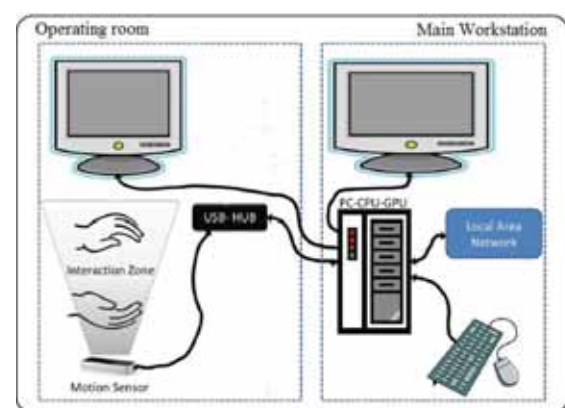 Operating room
Main Workstation
PC-CPU-GPU
USB- HUB
Local Area
Network
Interaction Zone
Motion Sensor